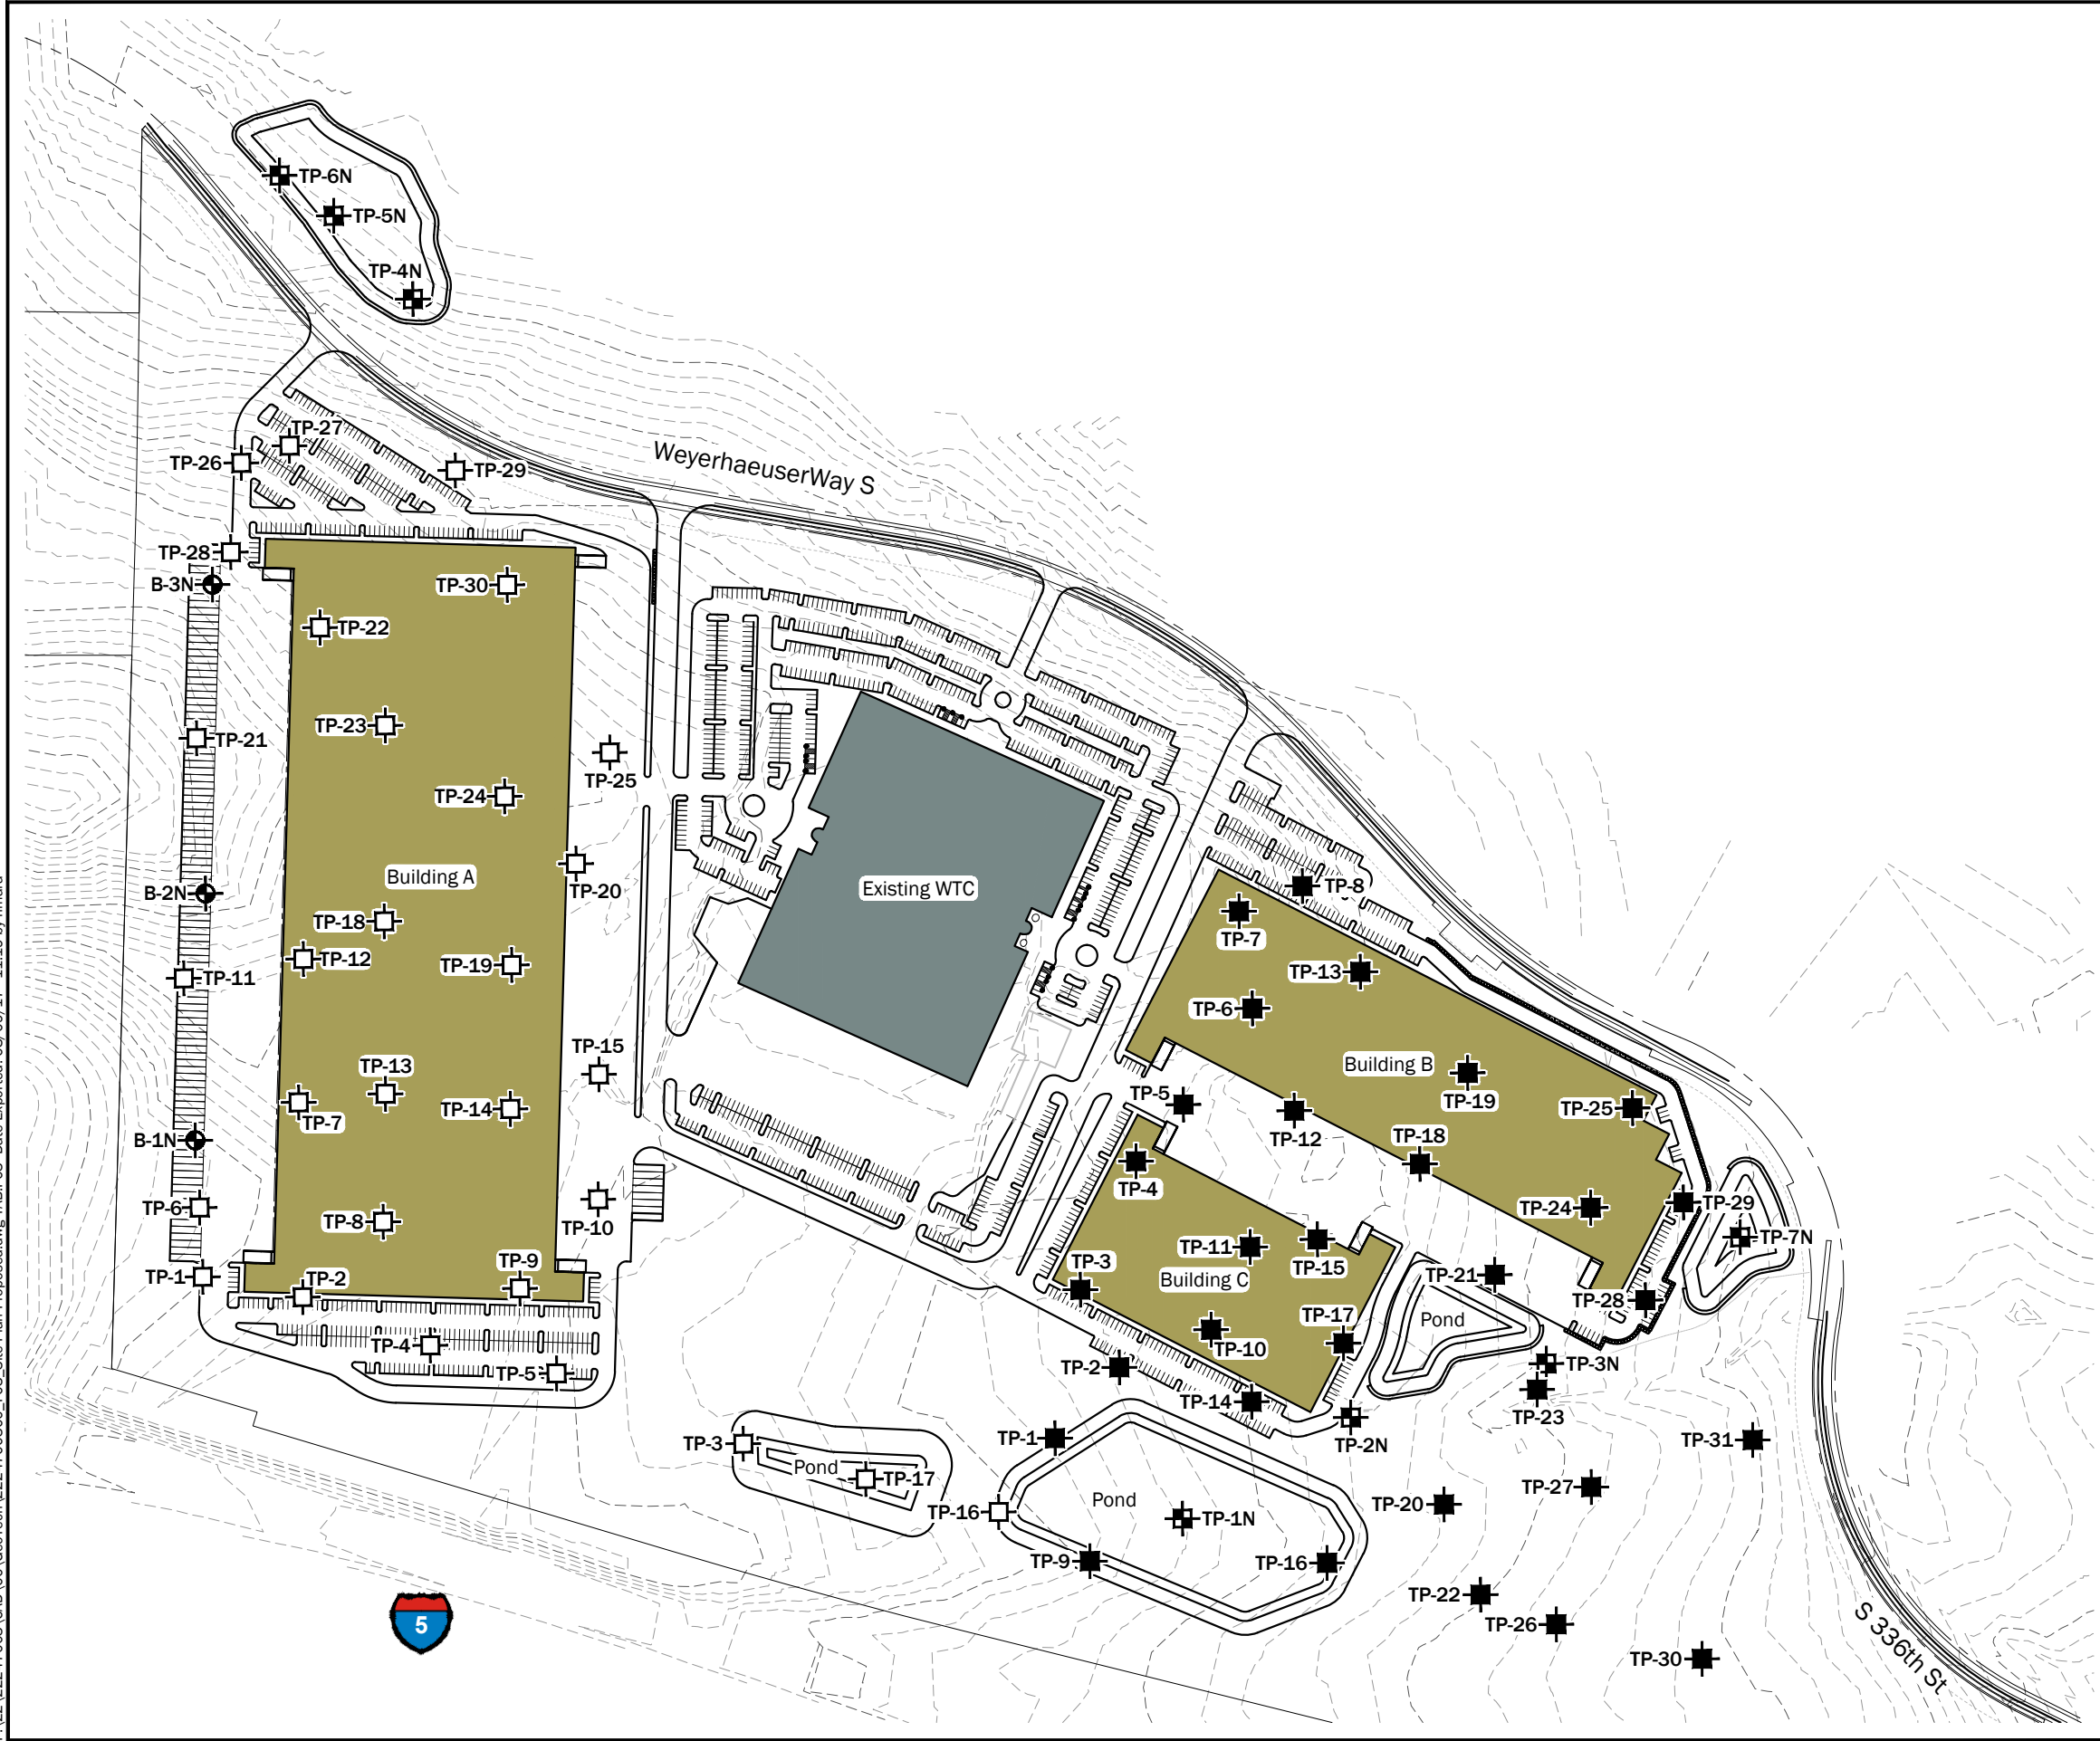 TP-6N
TP-5N
TP-4N
TP-27
TP-26
TP-29
WeyerhaeuserWay S
TP-28
B-3N
TP-30
TP-22
TP-23
TP-21
TP-25
TP-24
Building A
TP-20
Existing WTC
B-2N
TP-18
TP-12
TP-19
TP-11
TP-8
TP-7
TP-13
TP-6
TP-15
TP-13
Building B
TP-19
TP-7
TP-14
TP-5
TP-12
TP-25
TP-18
B-1N
TP-4
TP-6
TP-8
TP-10
TP-24
TP-29
TP-7N
TP-11
TP-15
TP-9
TP-3
Building C
TP-1
TP-2
TP-21
TP-28
TP-17
Pond
TP-4
TP-10
TP-5
TP-2
TP-3N
TP-14
TP-23
TP-3
TP-1
TP-2N
TP-31
Pond
TP-17
TP-27
TP-16
Pond
TP-1N
TP-20
TP-9
TP-16
TP-22
5
TP-26
TP-30
S 336th St